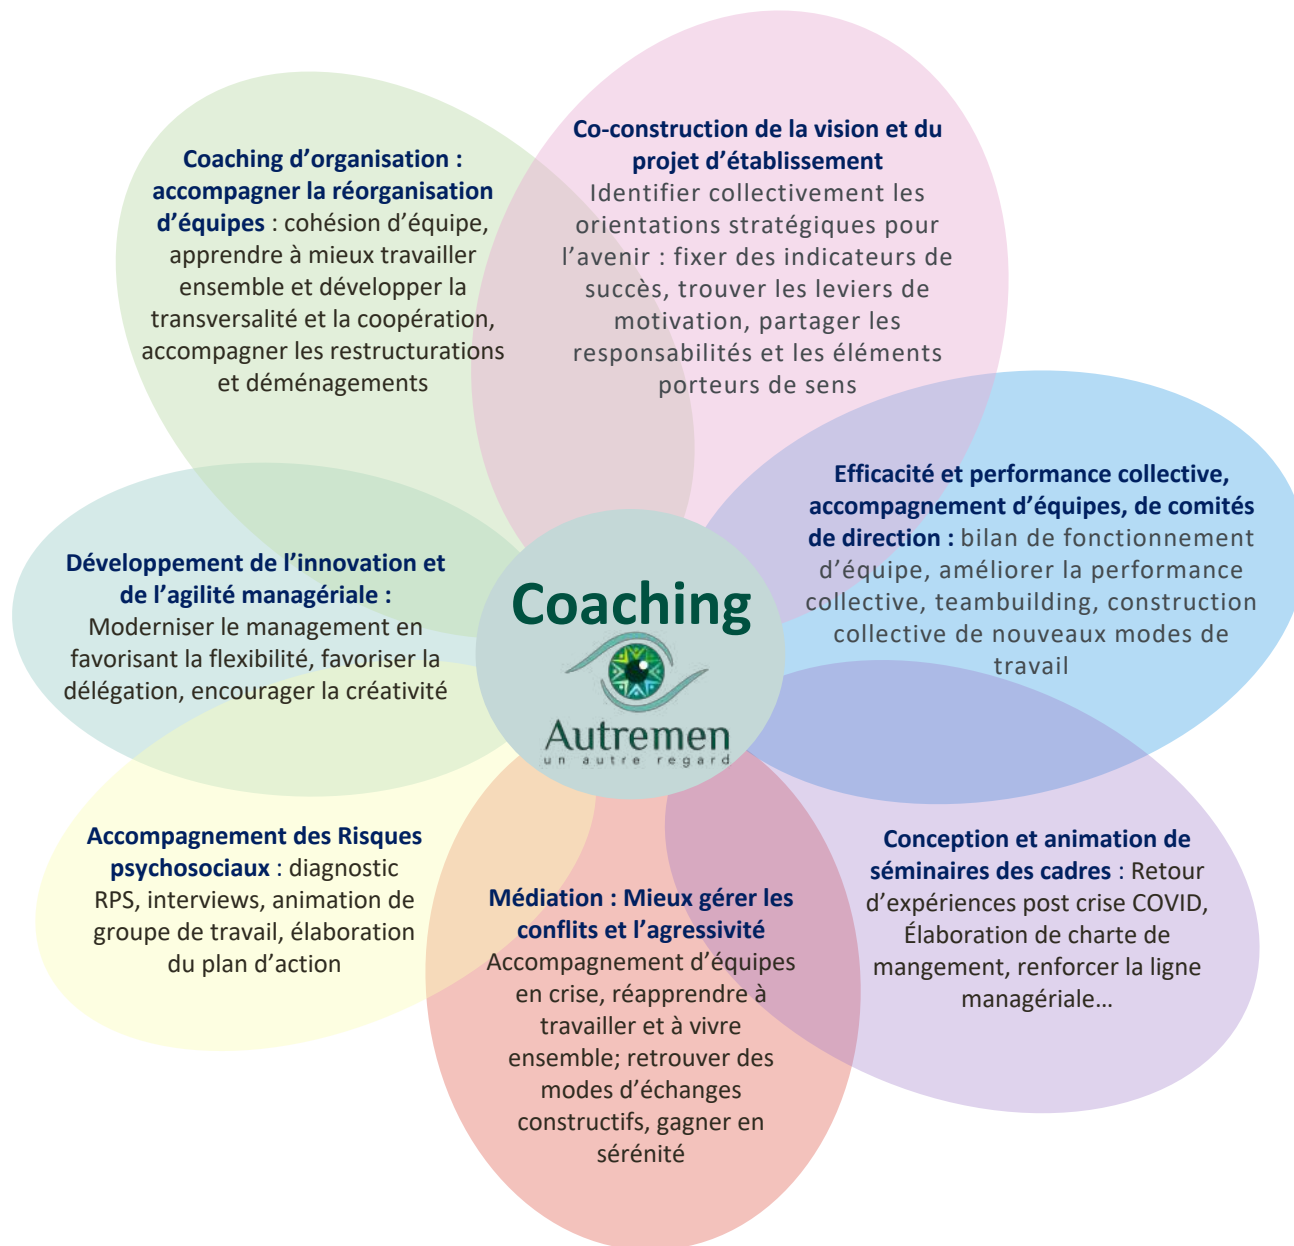 Coaching d’organisation :
accompagner la réorganisation
d’équipes : cohésion d’équipe,
apprendre à mieux travailler
ensemble et développer la
transversalité et la coopération,
accompagner les restructurations
et déménagements
Co-construction de la vision et du
projet d’établissement
Identifier collectivement les
orientations stratégiques pour
l’avenir : fixer des indicateurs de
succès, trouver les leviers de
motivation, partager les
responsabilités et les éléments
porteurs de sens
Efficacité et performance collective,
accompagnement d’équipes, de comités
de direction : bilan de fonctionnement
d’équipe, améliorer la performance
collective, teambuilding, construction
collective de nouveaux modes de
travail
Développement de l’innovation et
de l’agilité managériale :
Moderniser le management en
favorisant la flexibilité, favoriser la
délégation, encourager la créativité
Coaching
Autremen
un autre regard
Accompagnement des Risques
psychosociaux : diagnostic
RPS, interviews, animation de
groupe de travail, élaboration
du plan d’action
Médiation : Mieux gérer les
conflits et l’agressivité
Accompagnement d’équipes
en crise, réapprendre à
travailler et à vivre
ensemble; retrouver des
modes d’échanges
constructifs, gagner en
sérénité
Conception et animation de
séminaires des cadres : Retour
d’expériences post crise COVID,
Élaboration de charte de
mangement, renforcer la ligne
managériale…